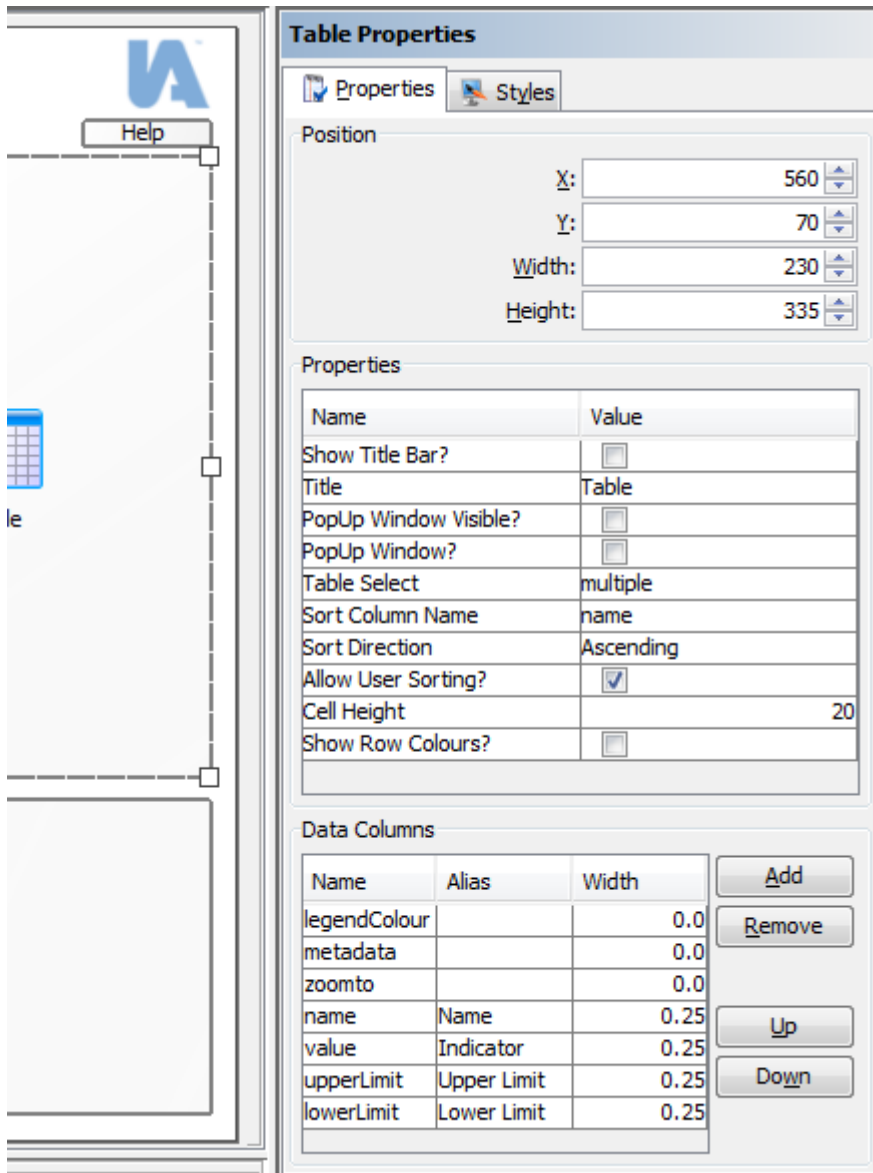 Table Properties
Properties Styles
Help
Position
X: 560
Y: 70
Width: 230
Height: 335
Properties
Name Value
Show Title Bar?
Title Table
PopUp Window Visible?
PopUp Window?
Table Select multiple
Sort Column Name name
Sort Direction Ascending
Allow User Sorting?
Cell Height 20
Show Row Colours?
le
Data Columns
Name Alias Width
legendColour 0.0
metadata 0.0
zoomto 0.0
name Name 0.25
value Indicator 0.25
upperLimit Upper Limit 0.25
lowerLimit Lower Limit 0.25
Add
Remove
Up
Down